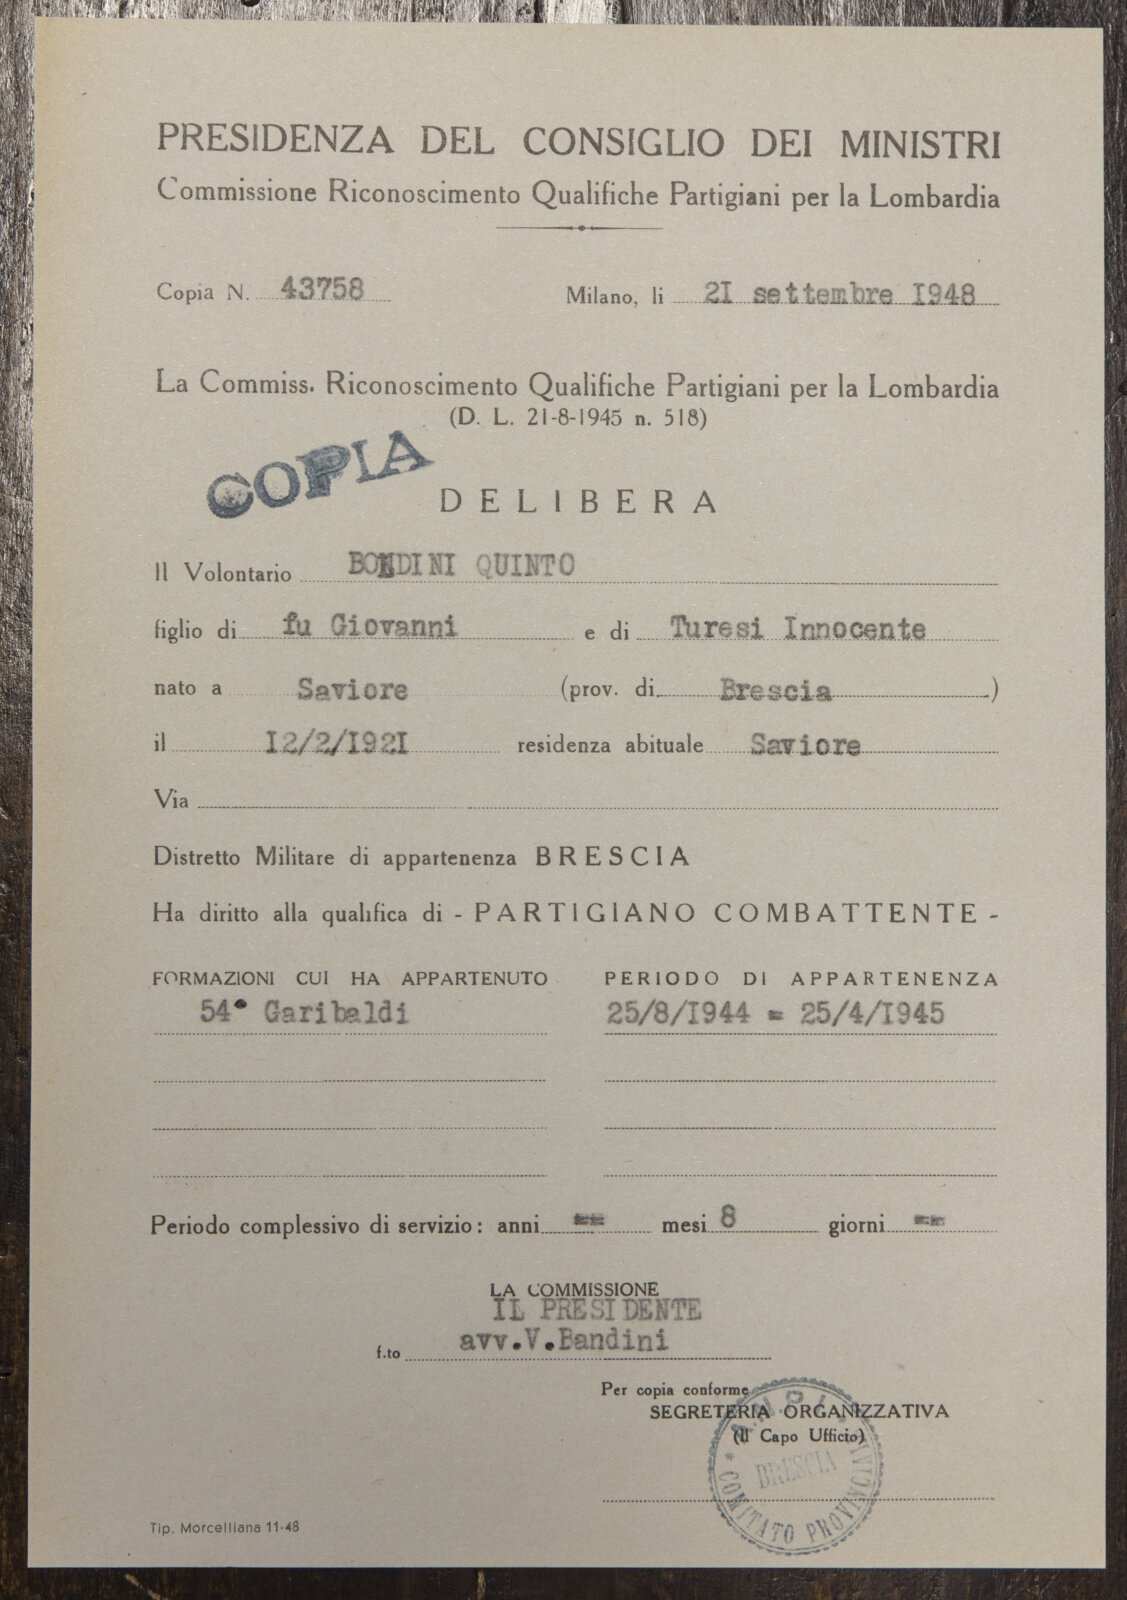 PRESIDENZA DEL CONSIGLIO DEI MINISTRI
Commissione Riconoscimento Qualifiche Partigiani per la Lombardia
Copia N. 43758 Milano, li 21 settembre 1948
La Commiss. Riconoscimento Qualifiche Partigiani per la Lombardia
(D. L. 21-8-1945 n. 518)
COPIA
DELIBERA
Il Volontario BONDINI QUINTO
figlio di fu Giovanni e di Turesi Innocente
nato a Saviore (prov. di Brescia)
il I2/2/I92I residenza abituale Saviore
Via
Distretto Militare di appartenenza BRESCIA
Ha diritto alla qualifica di - PARTIGIANO COMBATTENTE -
FORMAZIONI CUI HA APPARTENUTO PERIODO DI APPARTENENZA
54° Garibaldi 25/8/I944 = 25/4/I945
Periodo complessivo di servizio: anni == mesi 8 giorni ==
LA COMMISSIONE
IL PRESIDENTE
f.to avv.V.Bandini
Per copia conforme
SEGRETERIA ORGANIZZATIVA
(Il Capo Ufficio)
A.N.P.I.
BRESCIA
* COMITATO PROVINCIALE
Tip. Morcelliana 11-48